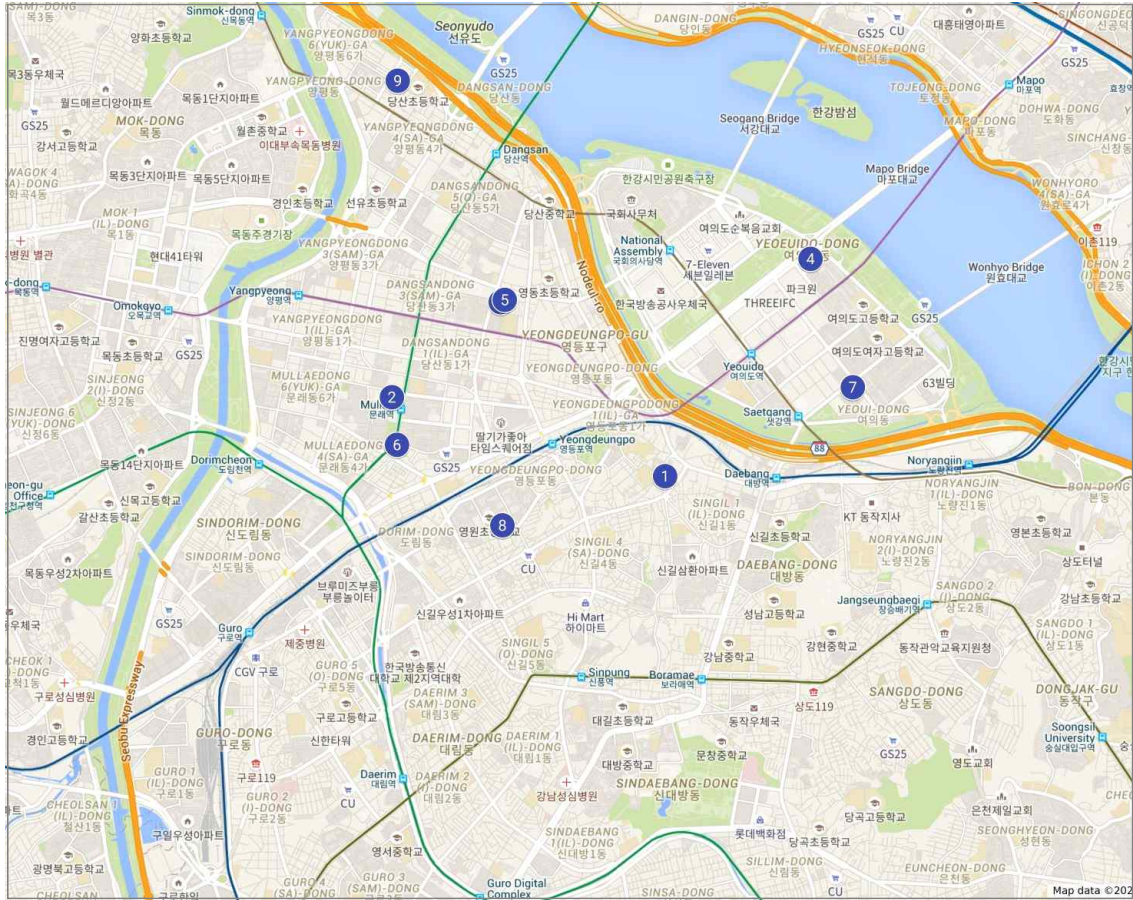 Sinmok-dong
신목동역
양화초등학교
YANGPYEONGDONG
6(YUK)-GA
양평동6가
Seonyudo
선유도
GS25
DANGSAN-DONG
당산동
DANGIN-DONG
당인동
GS25
CU
대흥태영아파트
HYEONSEOK-DONG
현석동
Mapo
마포역
GS25
목3동우체국
월드메르디앙아파트
목동1단지아파트
YANGPYEONG-DONG
양평동
9
당산초등학교
TOJEONG-DONG
토정동
MAPO-DONG
마포동
DOHWA-DONG
도화동
GS25
MOK-DONG
목동
월촌중학교
이대부속목동병원
YANGPYEONGDONG
4(SA)-GA
양평동4가
Seogang Bridge
서강대교
한강밤섬
강서고등학교
Dangsan
당산역
목동3단지아파트
목동5단지아파트
한강시민공원축구장
Mapo Bridge
마포대교
WONHYORO
4(SA)-GA
원효로4가
DANGSANDONG
5(O)-GA
당산동5가
경인초등학교
선유초등학교
당산중학교
국회사무처
여의도순복음교회
MOK 1
(IL)-DONG
목1동
목동주경기장
YANGPYEONGDONG
3(SAM)-GA
양평동3가
현대41타워
National
Assembly
국회의사당역
7-Eleven
세븐일레븐
YEOEUIDO-DONG
4
이촌119
ICHON 2
(I)-DONG
이촌2동
Wonhyo Bridge
원효대교
Nodeul-ro
Omokgyo
오목교역
Yangpyeong
양평역
DANGSANDONG
3(SAM)-GA
당산동3가
영동초등학교
5
한국방송공사우체국
파크원
THREEIFC
여의도고등학교
GS25
진명여자고등학교
목동초등학교
GS25
YANGPYEONGDONG
1(IL)-GA
양평동1가
DANGSANDONG
1(IL)-GA
당산동1가
YEONGDEUNGPO-GU
영등포구
여의도여자고등학교
SINJEONG
2(I)-DONG
신정2동
MULLAEDONG
6(YUK)-GA
문래동6가
YEONGDEUNGPO-DONG
영등포동
Yeouido
여의도역
7
63빌딩
SINJEONG 6
(YUK)-DONG
신정6동
2
문래역
YEONGDEUNGPODONG
1(IL)-GA
영등포동1가
Saetgang
샛강역
YEOUI-DONG
여의동
MULLAEDONG
4(SA)-GA
문래동4가
6
딸기가좋아
타임스퀘어점
Yeongdeungpo
영등포역
88
목동14단지아파트
Dorimcheon
도림천역
GS25
YEONGDEUNGPO-DONG
영등포동
1
Daebang
대방역
Noryangjin
노량진역
Office
신목고등학교
갈산초등학교
SINDORIM-DONG
신도림동
DORIM-DONG
도림동
8
SINGIL 1
(IL)-DONG
신길1동
NORYANGJIN
1(IL)-DONG
노량진1동
BON-DONG
본동
KT 동작지사
신길초등학교
영본초등학교
SINDORIM-DONG
신도림동
SINGIL 4
(SA)-DONG
신길4동
NORYANGJIN
2(I)-DONG
노량진2동
상도터널
목동우성2차아파트
CU
신길삼환아파트
DAEBANG-DONG
대방동
브루미즈부릉
부릉놀이터
SANGDO 2
(I)-DONG
상도2동
강남초등학교
GS25
신길우성1차아파트
Hi Mart
하이마트
성남고등학교
Jangseungbaegi
장승배기역
Guro
구로역
제중병원
SINGIL 5
(O)-DONG
신길5동
강남중학교
강현중학교
동작관악교육지원청
SANGDO 1
(IL)-DONG
상도1동
CGV 구로
GURO 5
(O)-DONG
구로5동
한국방송통신
대학교 제2지역대학
Sinpung
신풍역
Boramae
보라매역
구로성심병원
Seobu Expressway
DAERIM 3
(SAM)-DONG
대림3동
상도119
SANGDO-DONG
상도동
DONGJAK-GU
동작구
경인고등학교
GURO-DONG
구로동
구로고등학교
신한타워
대길초등학교
동작우체국
Soongsil
University
숭실대입구역
DAERIM-DONG
대림동
DAERIM 1
(IL)-DONG
대림1동
문창중학교
GS25
영도교회
GURO 1
(IL)-DONG
구로1동
구로119
Daerim
대림역
DAERIM 2
(I)-DONG
대림2동
대방중학교
강남성심병원
SINDAEBANG-DONG
신대방동
CHEOLSAN 1
(IL)-DONG
철산1동
GURO 2
(I)-DONG
구로2동
CU
당곡고등학교
은천제일교회
구일우성아파트
SINDAEBANG
1(IL)-DONG
신대방1동
롯데백화점
당곡초등학교
SEONGHYEON-DONG
성현동
광명북고등학교
영서중학교
SILLIM-DONG
신림동
EUNCHEON-DONG
은천동
GURO 4
(SA)-DONG
Guro Digital
Complex
SINSA-DONG
CU
Map data ©202